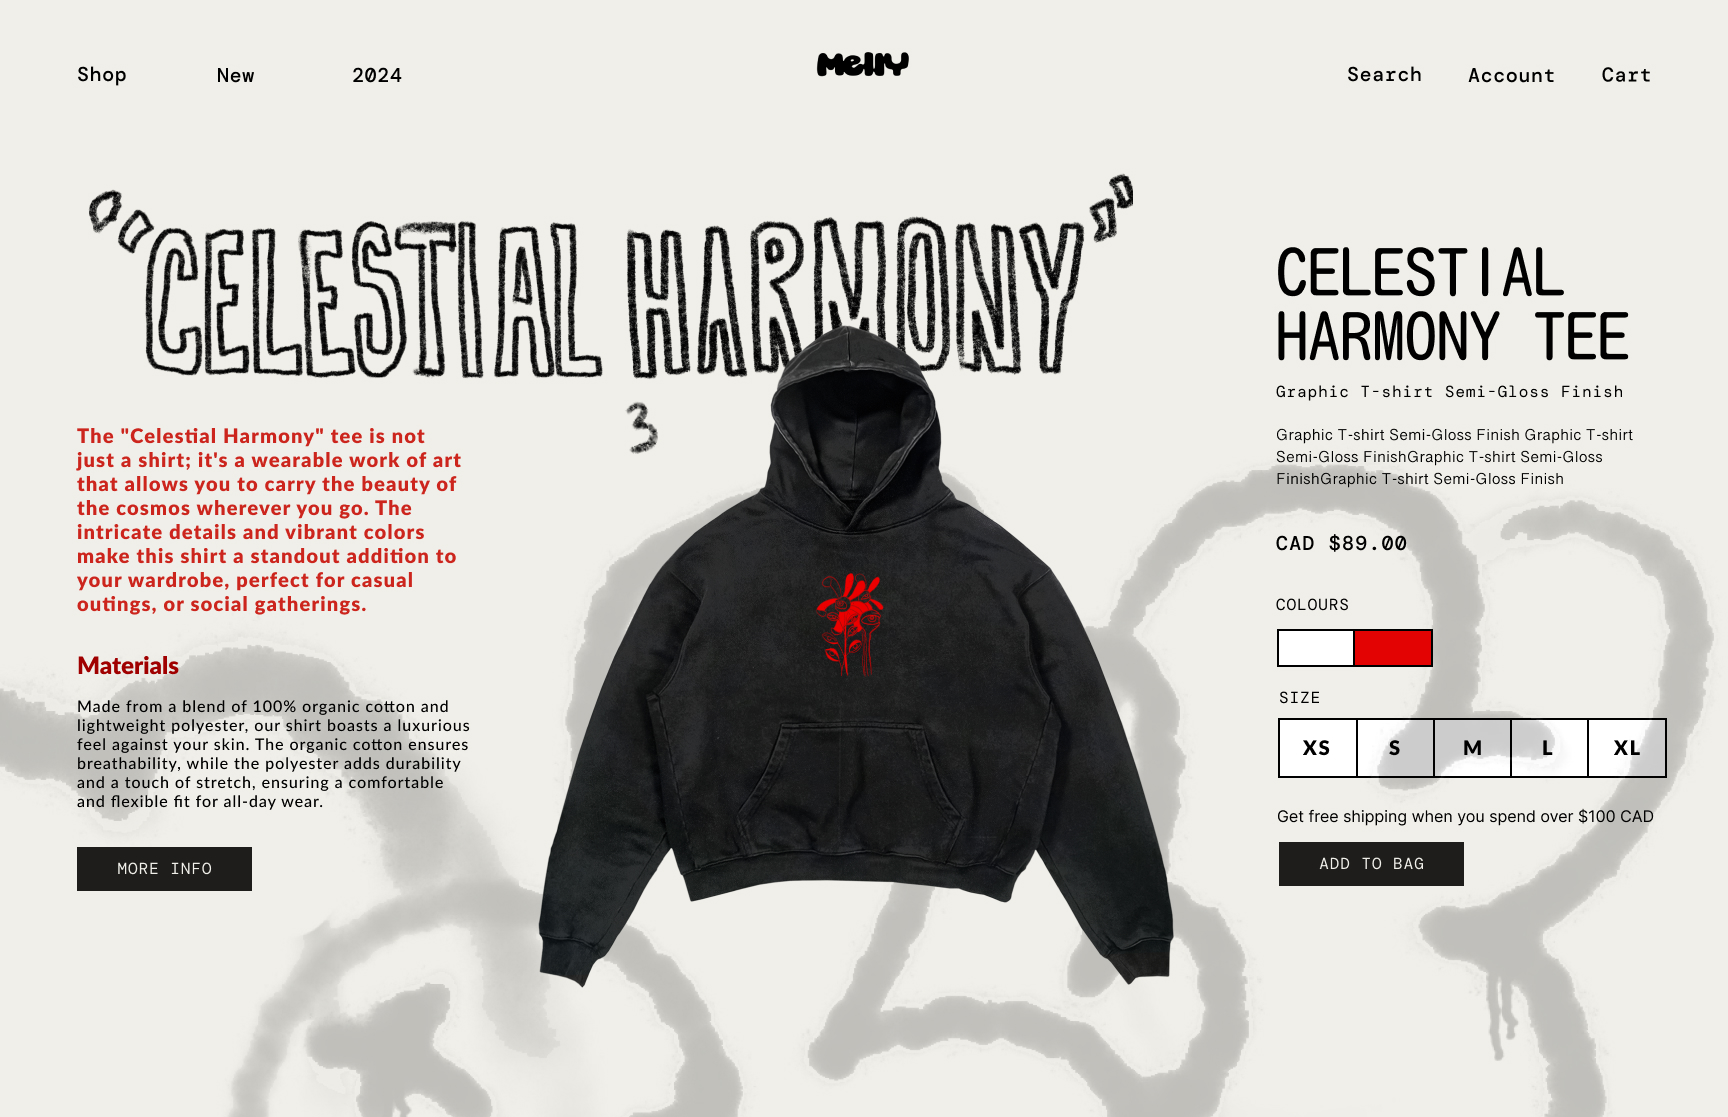 Shop New 2024 Melly Search Account Cart
"CELESTIAL HARMONY"
3
The "Celestial Harmony" tee is not
just a shirt; it's a wearable work of art
that allows you to carry the beauty of
the cosmos wherever you go. The
intricate details and vibrant colors
make this shirt a standout addition to
your wardrobe, perfect for casual
outings, or social gatherings.
Materials
Made from a blend of 100% organic cotton and
lightweight polyester, our shirt boasts a luxurious
feel against your skin. The organic cotton ensures
breathability, while the polyester adds durability
and a touch of stretch, ensuring a comfortable
and flexible fit for all-day wear.
MORE INFO
CELESTIAL
HARMONY TEE
Graphic T-shirt Semi-Gloss Finish
Graphic T-shirt Semi-Gloss Finish Graphic T-shirt
Semi-Gloss FinishGraphic T-shirt Semi-Gloss
FinishGraphic T-shirt Semi-Gloss Finish
CAD $89.00
COLOURS
SIZE
XS S M L XL
Get free shipping when you spend over $100 CAD
ADD TO BAG